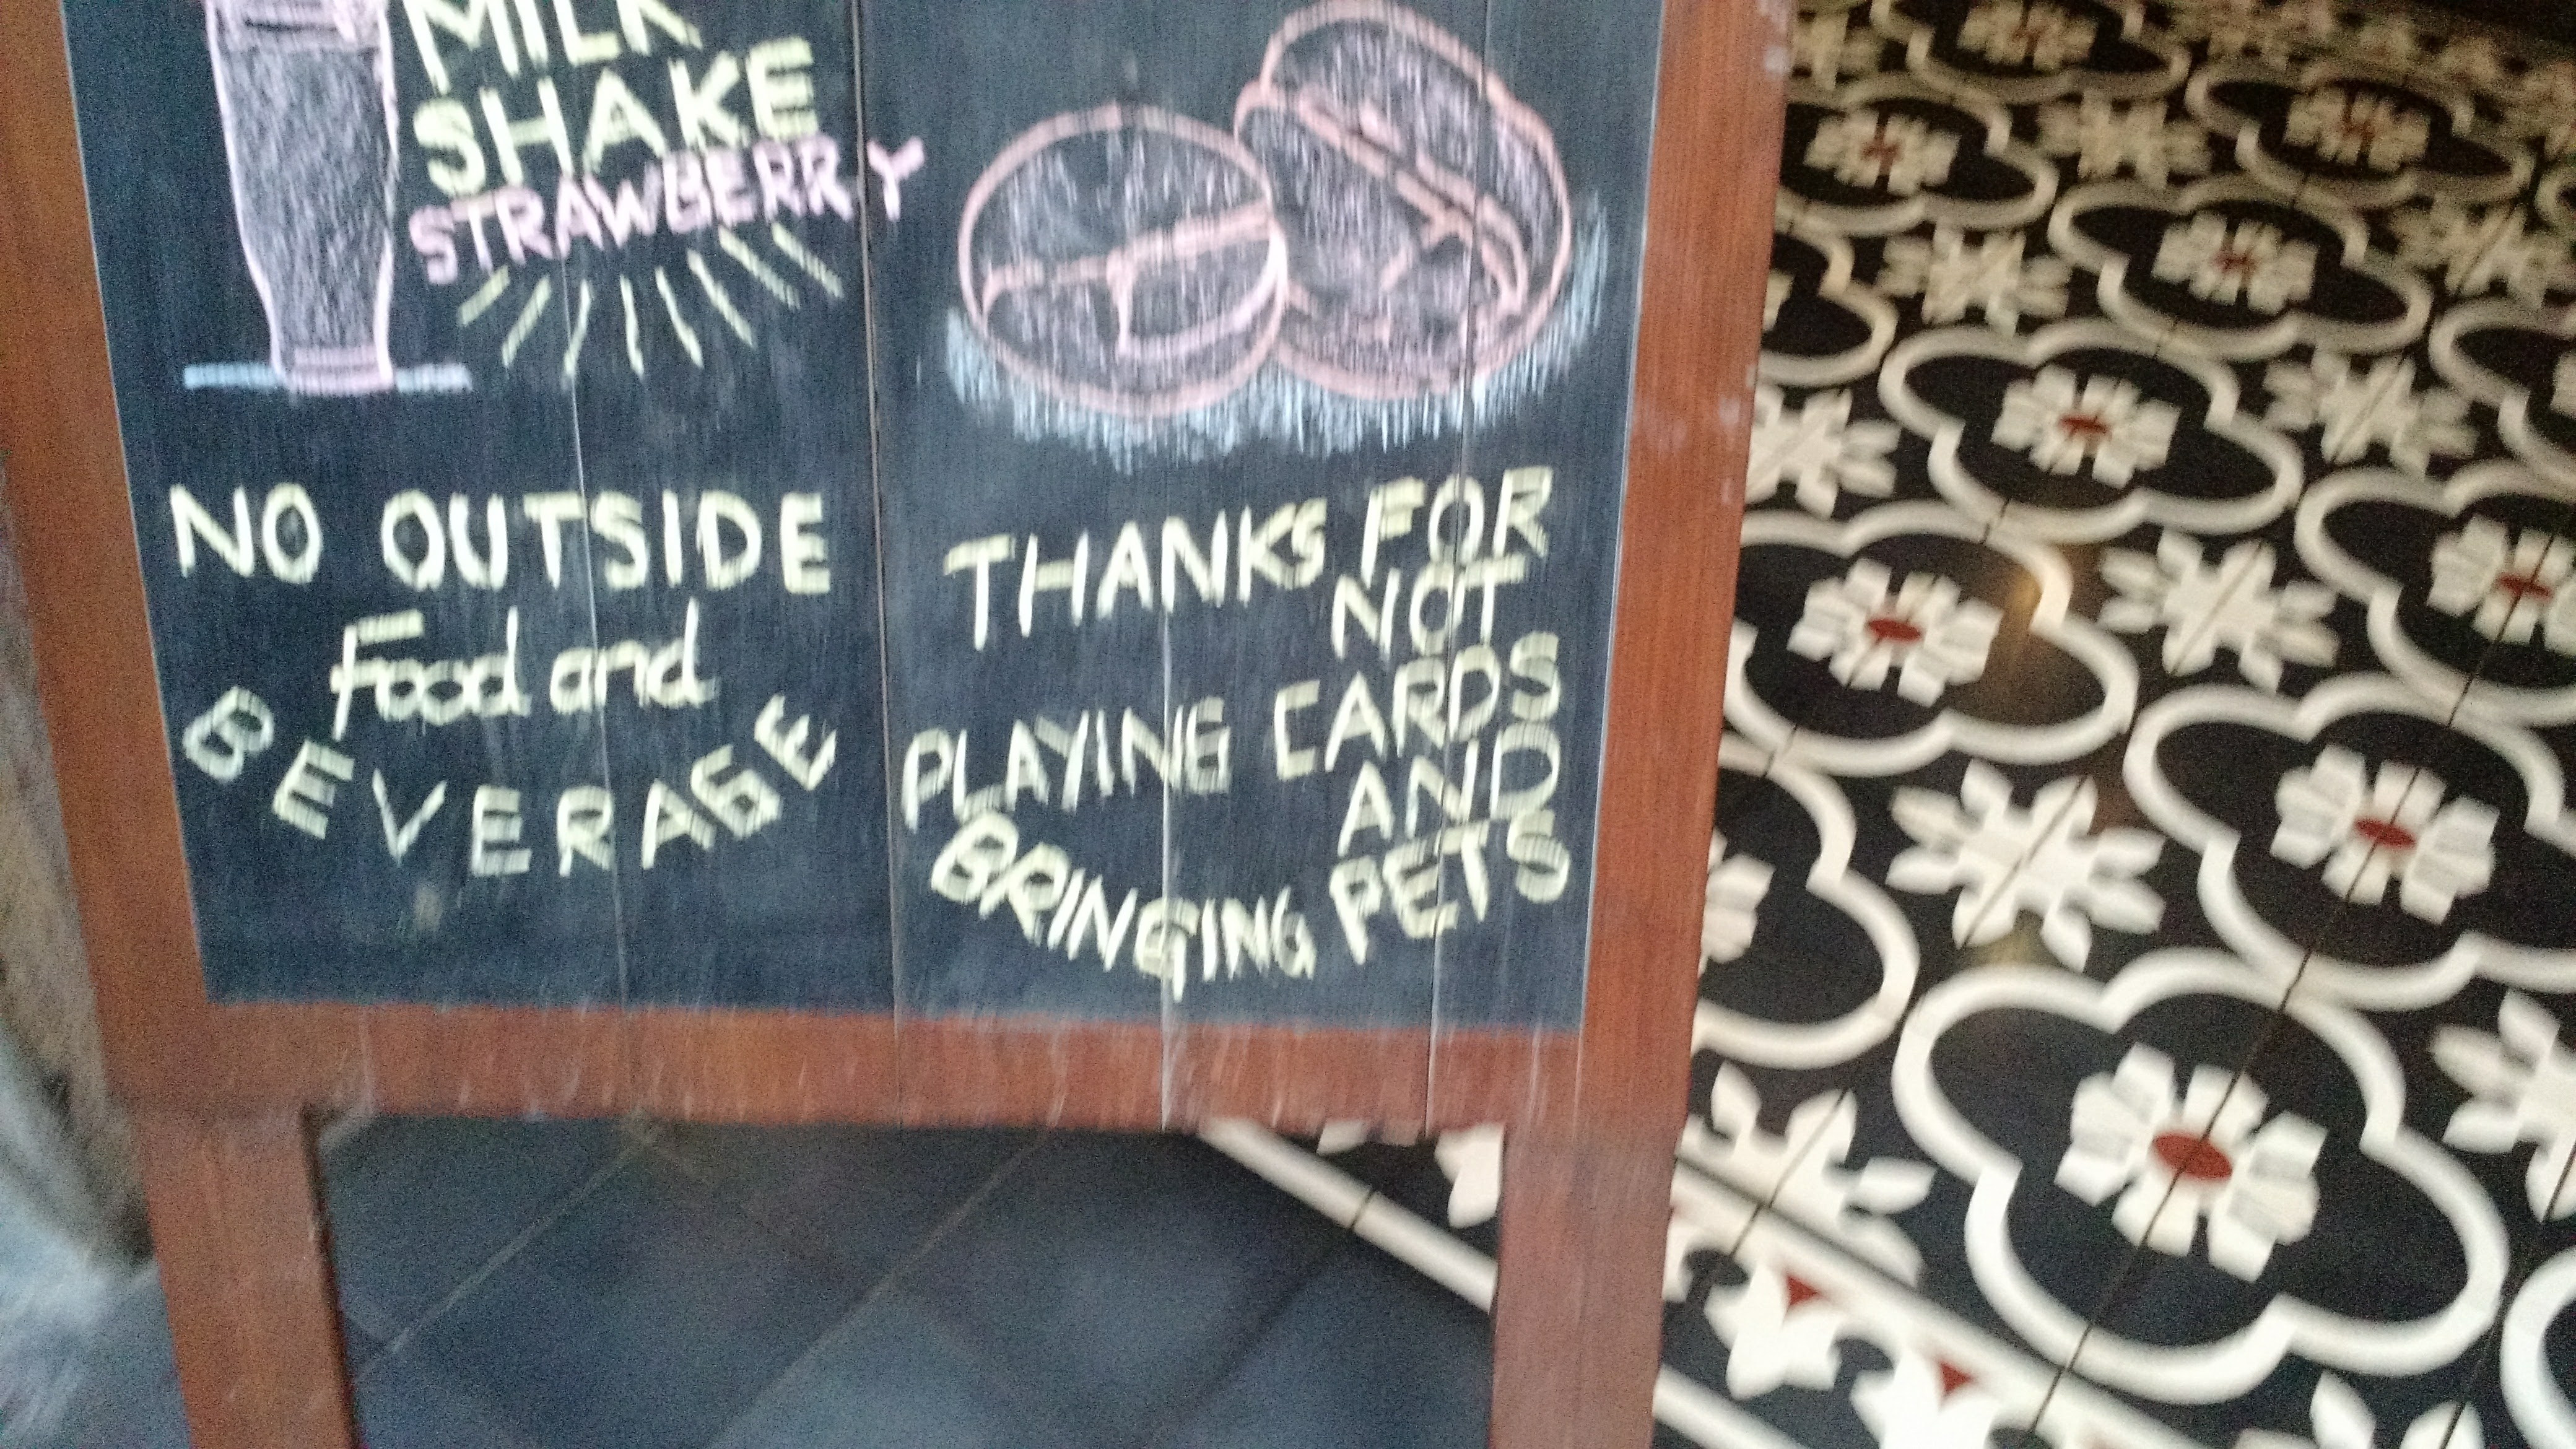 MILK
SHAKE
STRAWBERRY
NO OUTSIDE
Food and
BEVERAGE
THANKS FOR
NOT
PLAYING CARDS
AND
BRINGING PETS